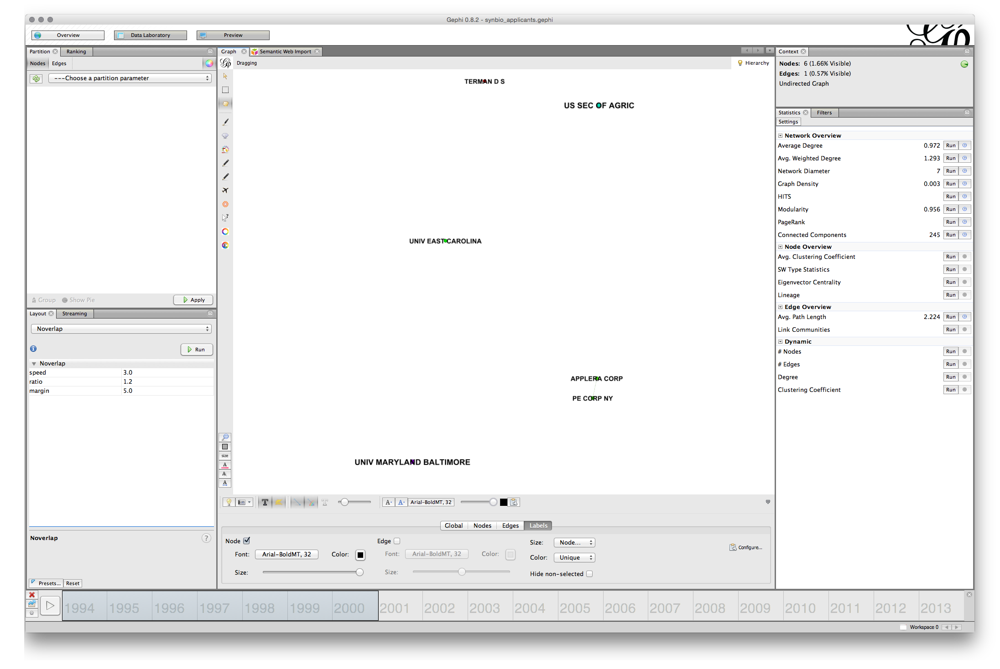 Gephi 0.8.2 - synbio_applicants.gephi
Overview
Data Laboratory
Preview
Partition
Ranking
Nodes Edges
---Choose a partition parameter
Group Show Pie
Apply
Layout
Streaming
Noverlap
Run
Noverlap
speed 3.0
ratio 1.2
margin 5.0
Noverlap
?
Presets... Reset
Graph
Semantic Web Import
Dragging
Hierarchy
TERMAN D S
US SEC OF AGRIC
UNIV EAST CAROLINA
APPLERA CORP
PE CORP NY
UNIV MARYLAND BALTIMORE
size
A
A
A
T
T
A-
A-
Arial-BoldMT, 32
Global Nodes Edges Labels
Node
Font: Arial-BoldMT, 32 Color:
Size:
Edge
Font: Arial-BoldMT, 32 Color:
Size:
Size: Node...
Color: Unique
Hide non-selected
Configure...
Context
Nodes: 6 (1.66% Visible)
Edges: 1 (0.57% Visible)
Undirected Graph
Statistics
Filters
Settings
Network Overview
Average Degree 0.972 Run ?
Avg. Weighted Degree 1.293 Run ?
Network Diameter 7 Run ?
Graph Density 0.003 Run ?
HITS Run ?
Modularity 0.956 Run ?
PageRank Run ?
Connected Components 245 Run ?
Node Overview
Avg. Clustering Coefficient Run
SW Type Statistics Run
Eigenvector Centrality Run
Lineage Run
Edge Overview
Avg. Path Length 2.224 Run ?
Link Communities Run
Dynamic
# Nodes Run
# Edges Run
Degree Run
Clustering Coefficient Run
1994 1995 1996 1997 1998 1999 2000 2001 2002 2003 2004 2005 2006 2007 2008 2009 2010 2011 2012 2013
Workspace 0